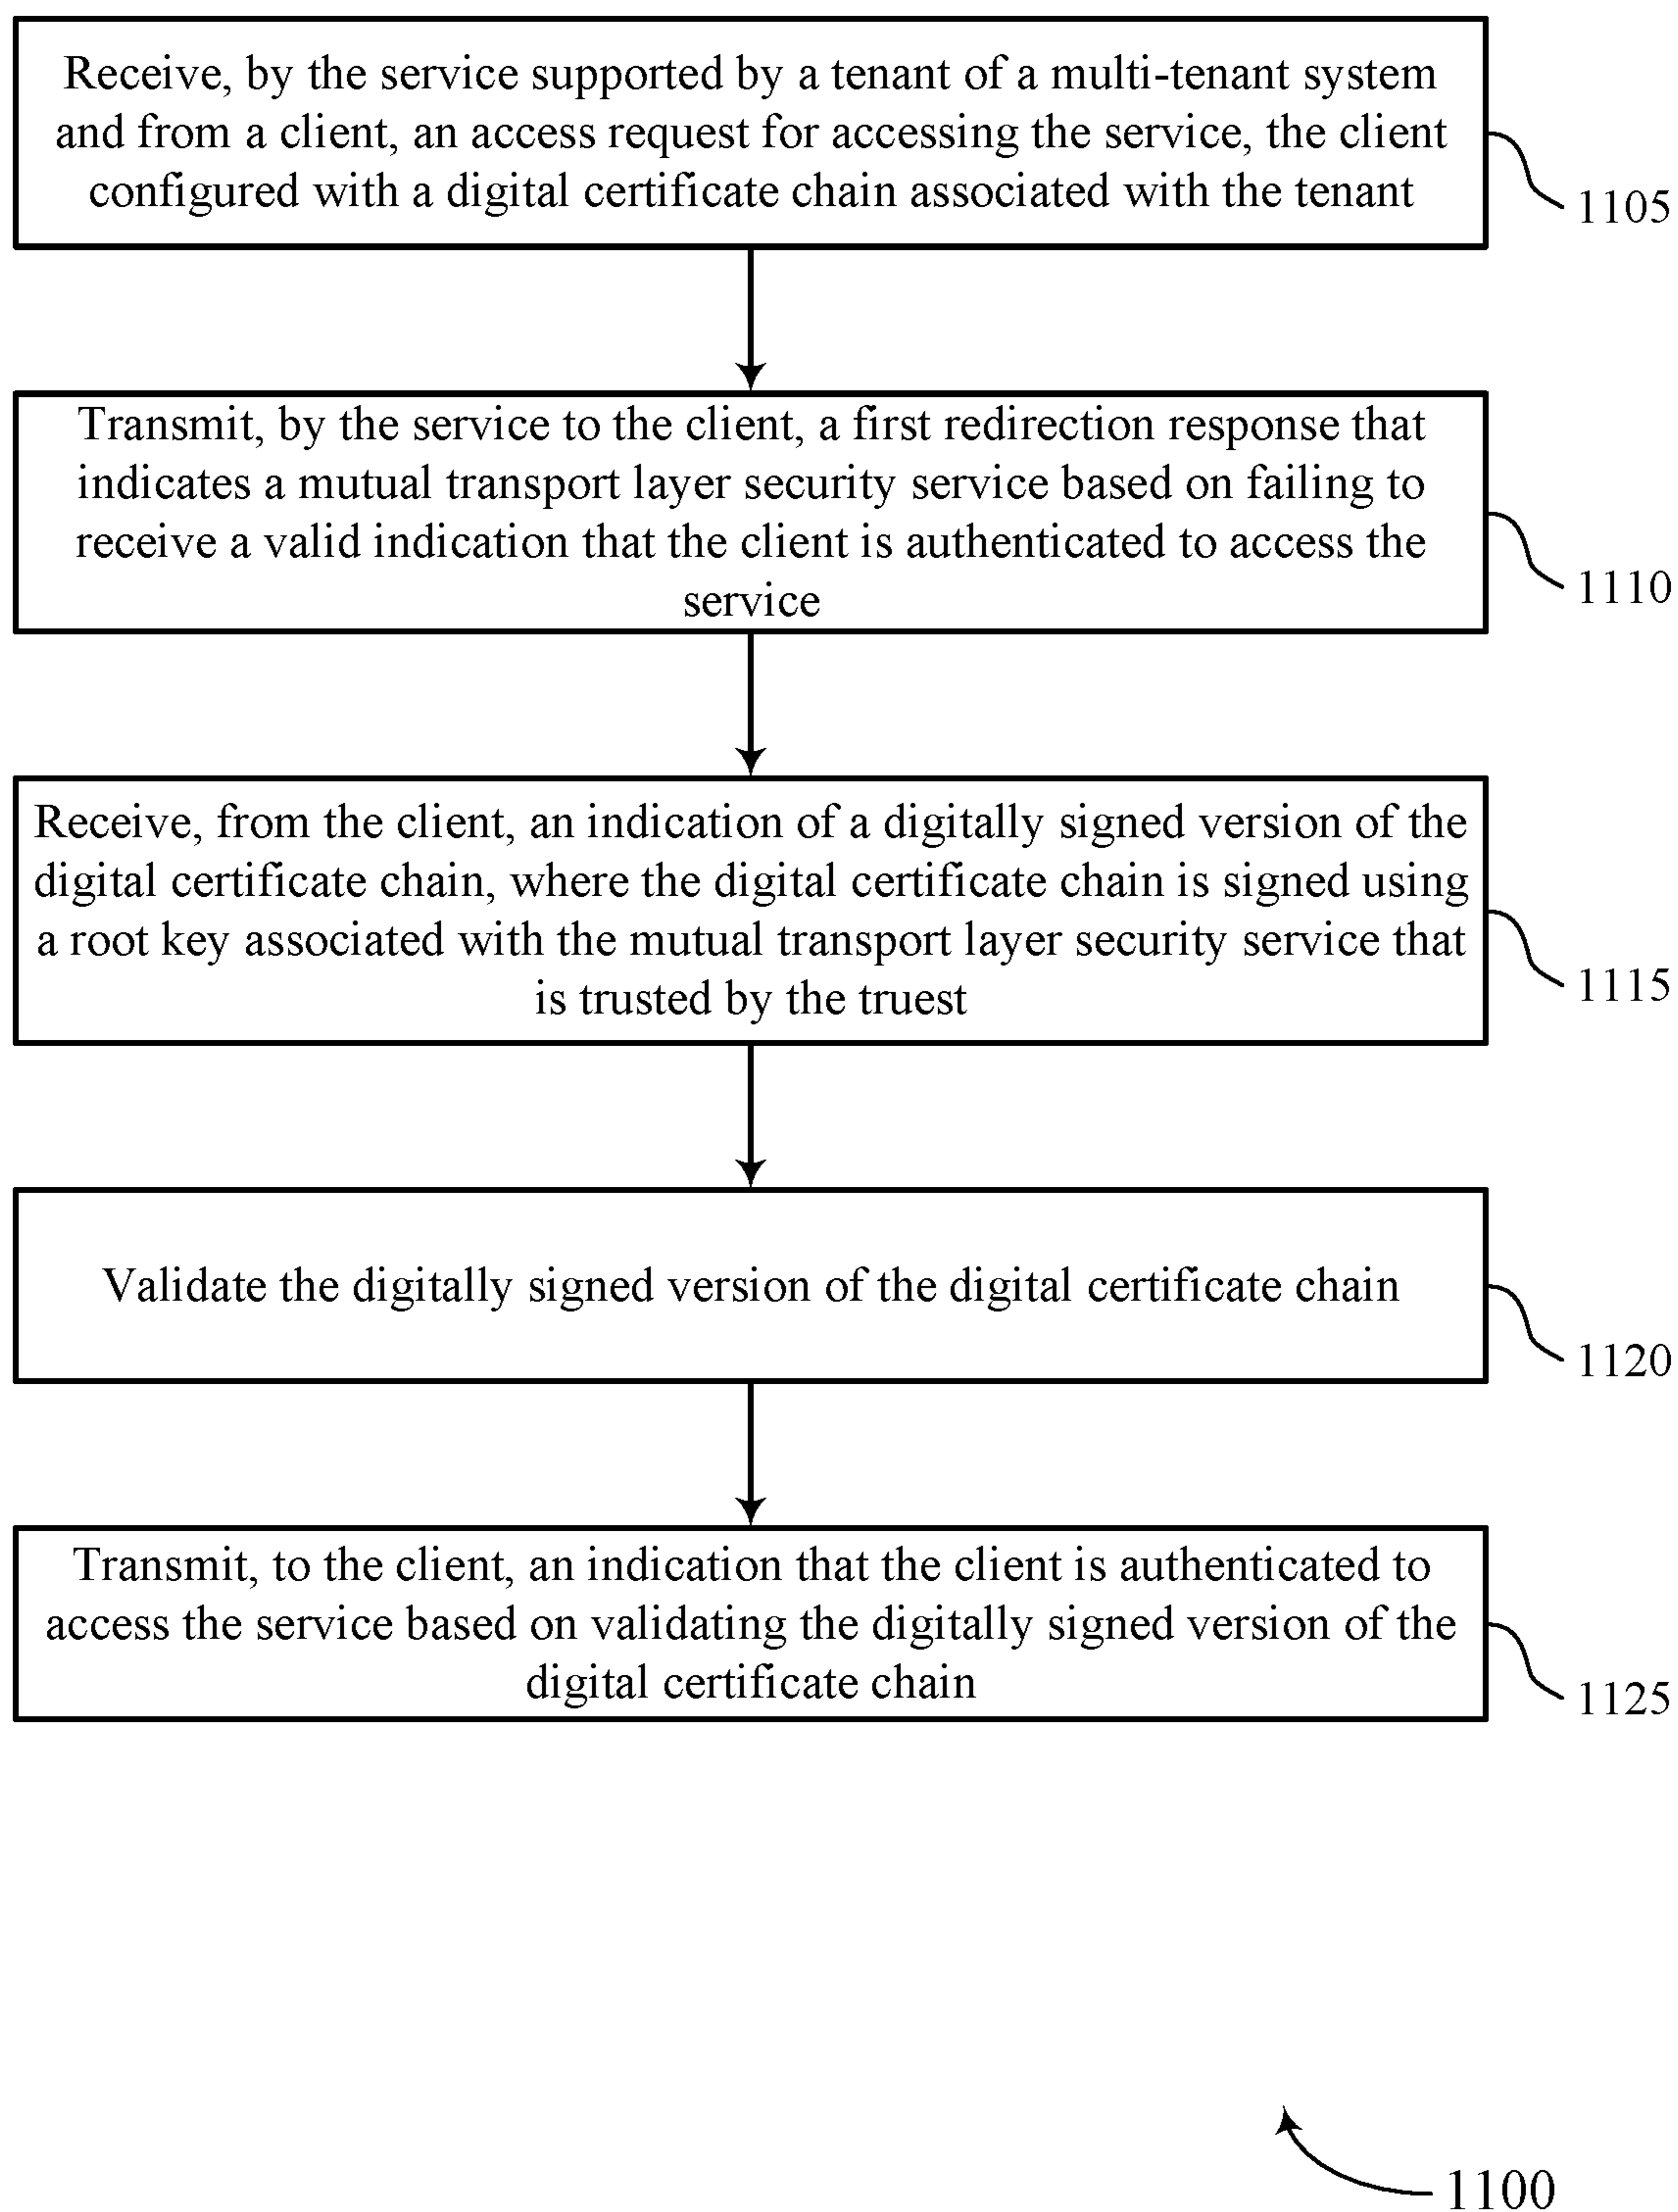 Receive, by the service supported by a tenant of a multi-tenant system
and from a client, an access request for accessing the service, the client
configured with a digital certificate chain associated with the tenant
1105
Transmit, by the service to the client, a first redirection response that
indicates a mutual transport layer security service based on failing to
receive a valid indication that the client is authenticated to access the
service
1110
Receive, from the client, an indication of a digitally signed version of the
digital certificate chain, where the digital certificate chain is signed using
a root key associated with the mutual transport layer security service that
is trusted by the truest
1115
Validate the digitally signed version of the digital certificate chain
1120
Transmit, to the client, an indication that the client is authenticated to
access the service based on validating the digitally signed version of the
digital certificate chain
1125
1100